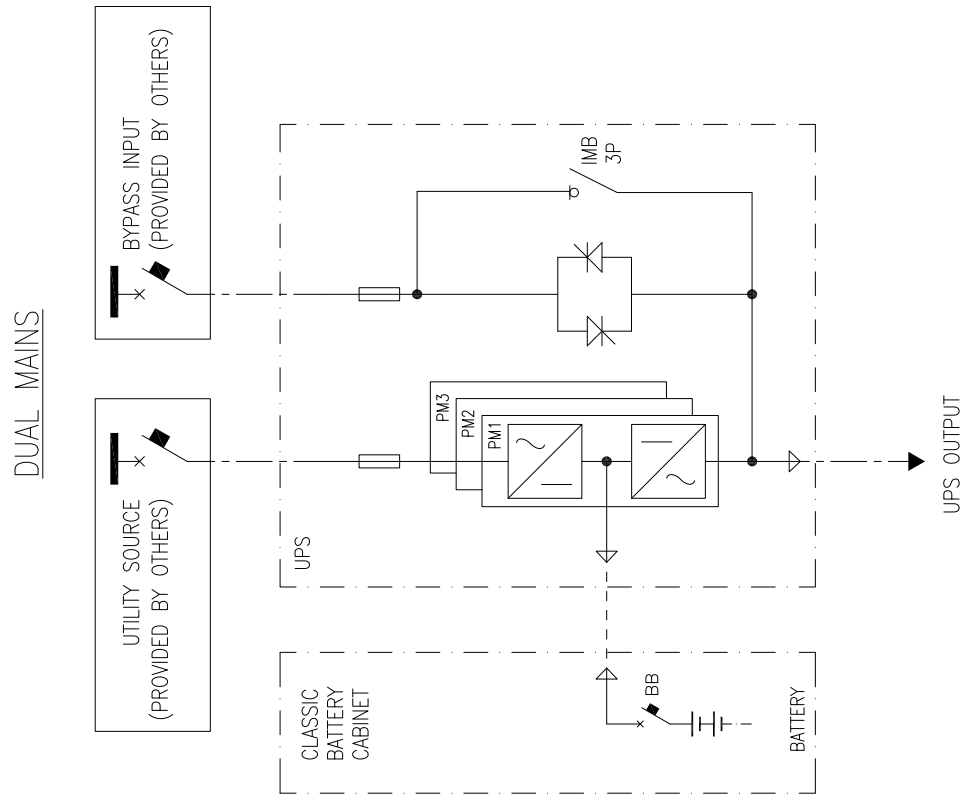 DUAL MAINS
UTILITY SOURCE
(PROVIDED BY OTHERS)
BYPASS INPUT
(PROVIDED BY OTHERS)
CLASSIC
BATTERY
CABINET
BB
BATTERY
UPS
PM3
PM2
PM1
IMB
3P
UPS OUTPUT